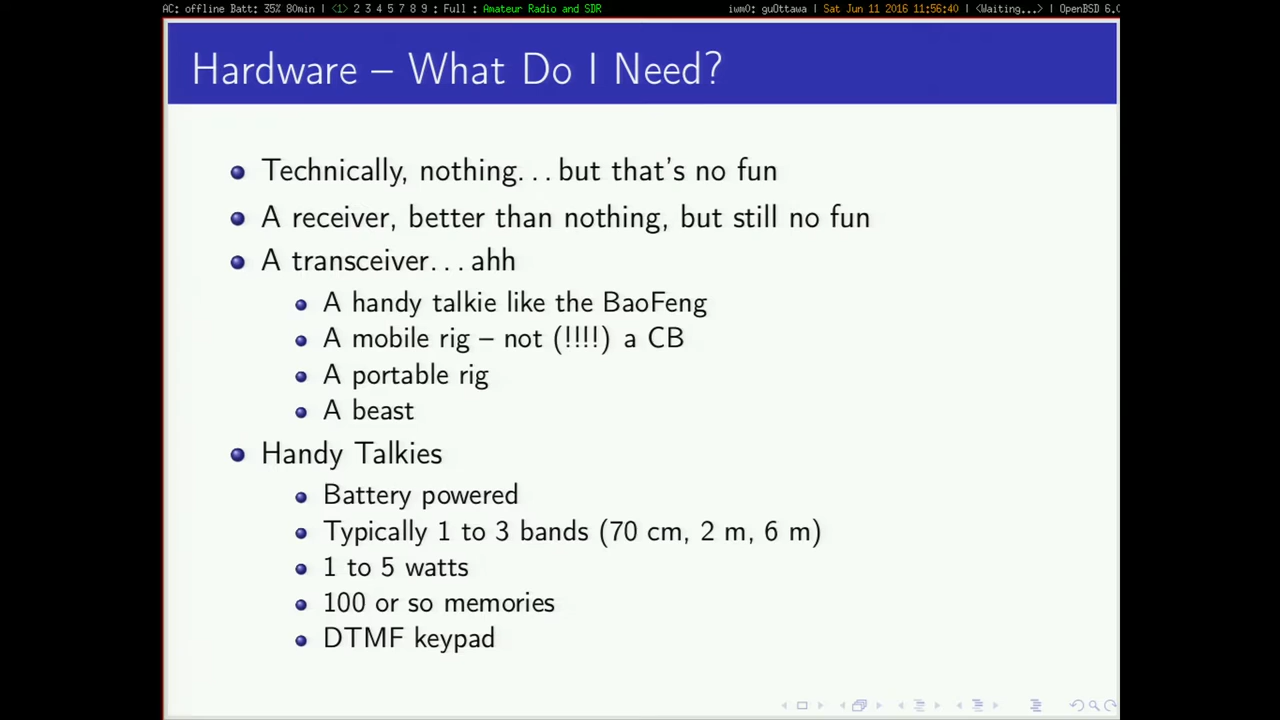 AC: offline Batt: 35% 80min | <1> 2 3 4 5 7 8 9 : Full : Amateur Radio and SDR iwm0: guOttawa | Sat Jun 11 2016 11:56:40 | <Waiting...> | OpenBSD 6.0
Hardware – What Do I Need?
Technically, nothing...but that's no fun
A receiver, better than nothing, but still no fun
A transceiver...ahh
A handy talkie like the BaoFeng
A mobile rig – not (!!!!) a CB
A portable rig
A beast
Handy Talkies
Battery powered
Typically 1 to 3 bands (70 cm, 2 m, 6 m)
1 to 5 watts
100 or so memories
DTMF keypad